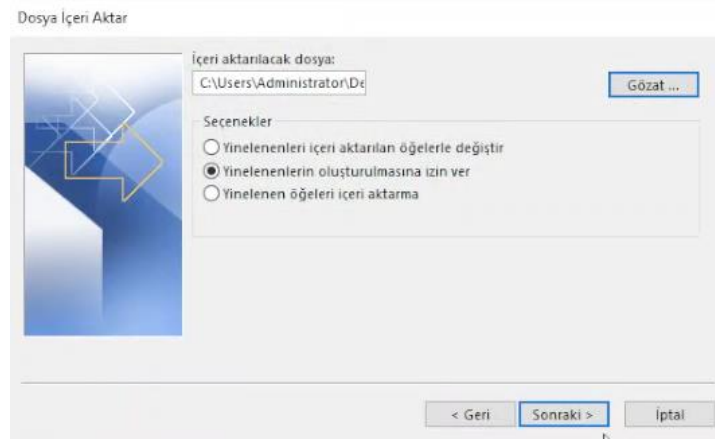 Dosya İçeri Aktar
İçeri aktarılacak dosya:
C:\Users\Administrator\De
Gözat ...
Seçenekler
Yinelenenleri içeri aktarılan öğelerle değiştir
Yinelenenlerin oluşturulmasına izin ver
Yinelenen öğeleri içeri aktarma
< Geri
Sonraki >
İptal